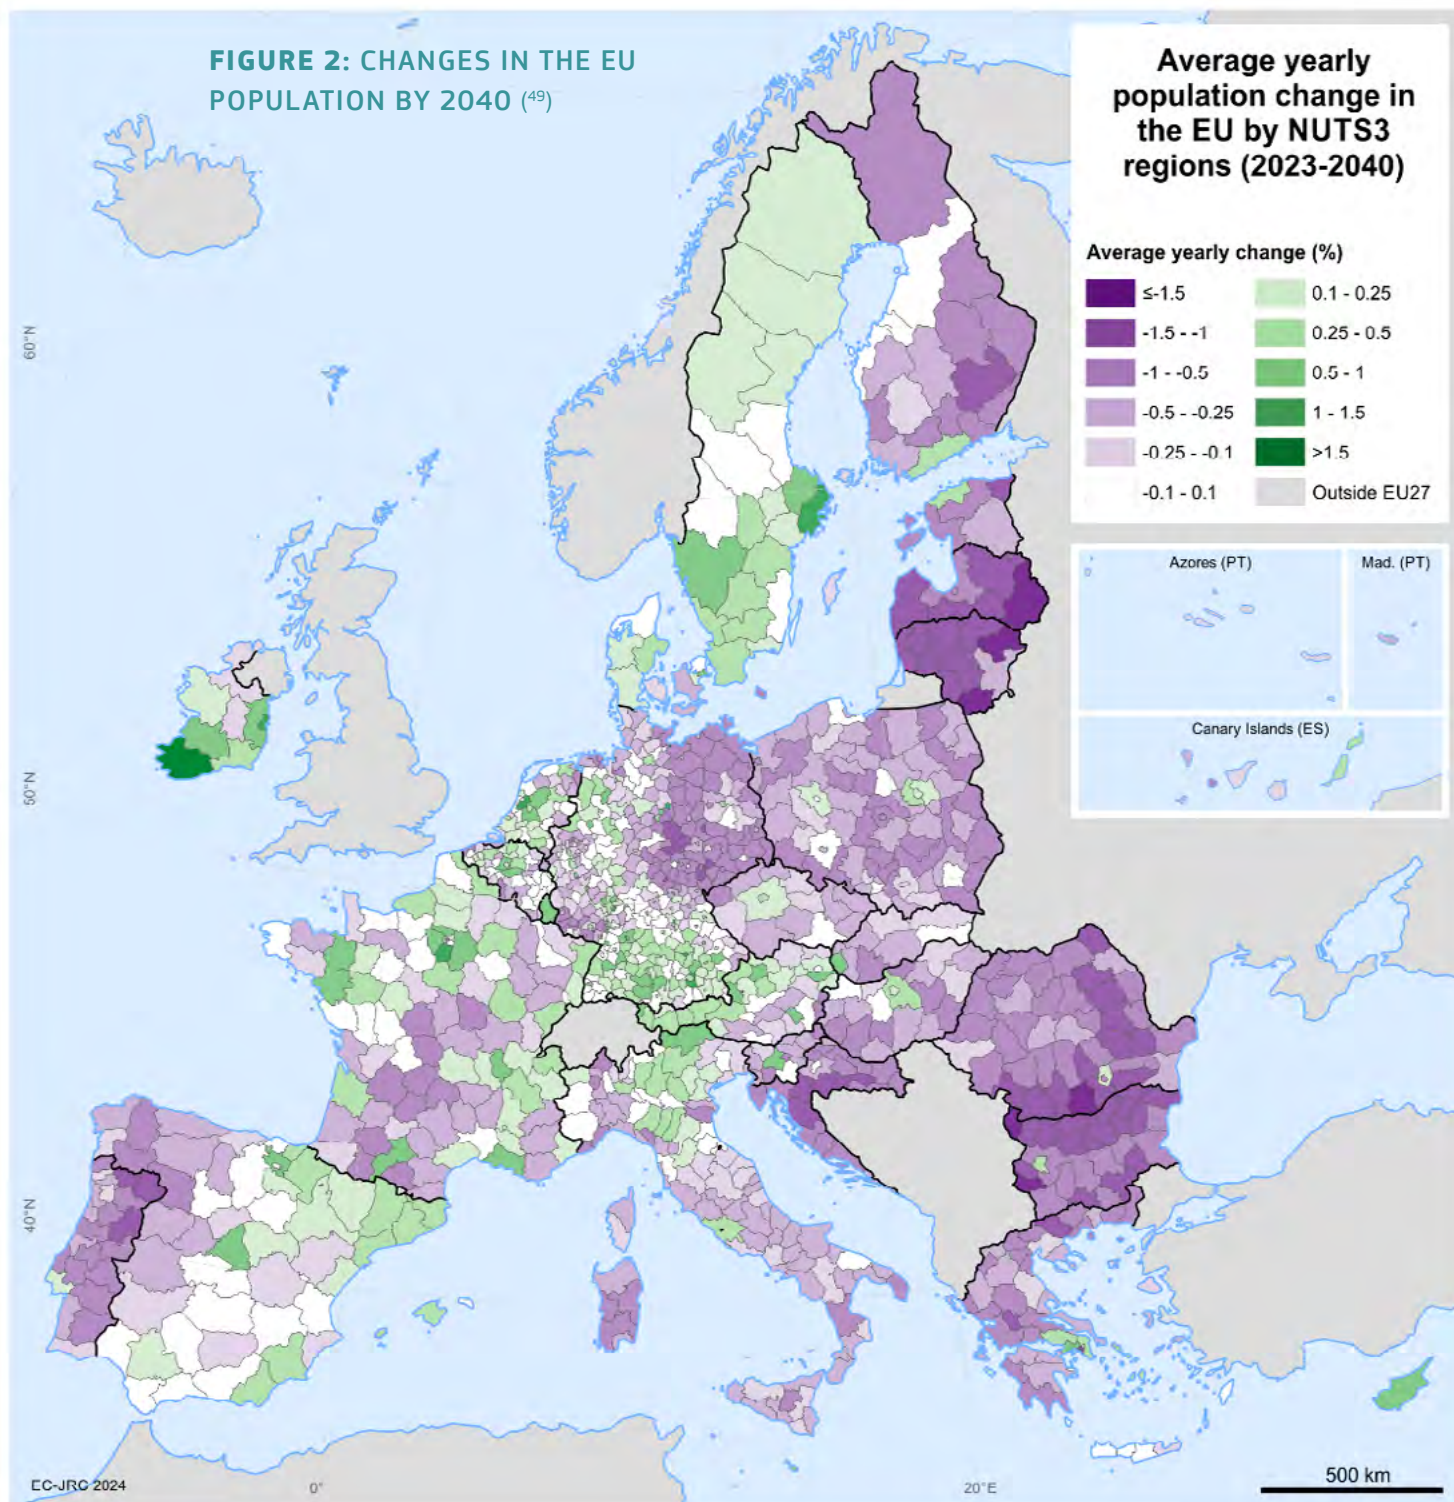 FIGURE 2: CHANGES IN THE EU
POPULATION BY 2040 (49)
Average yearly
population change in
the EU by NUTS3
regions (2023-2040)
Average yearly change (%)
≤-1.5
-1.5 - -1
-1 - -0.5
-0.5 - -0.25
-0.25 - -0.1
-0.1 - 0.1
0.1 - 0.25
0.25 - 0.5
0.5 - 1
1 - 1.5
>1.5
Outside EU27
Azores (PT)
Mad. (PT)
Canary Islands (ES)
60°N
50°N
40°N
EC-JRC 2024
0°
20°E
500 km